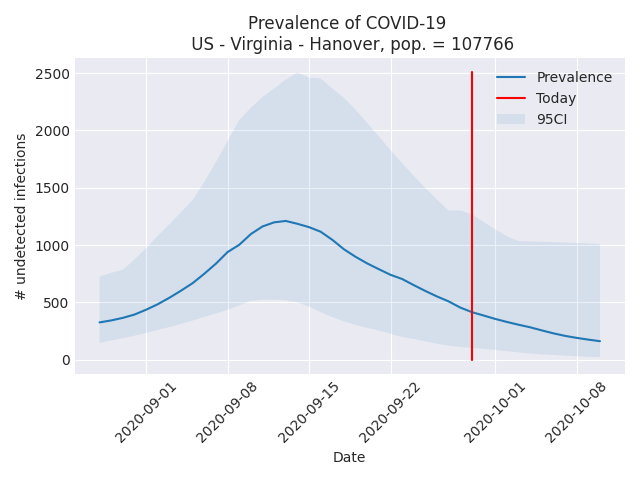 Prevalence of COVID-19
US - Virginia - Hanover, pop. = 107766
# undetected infections
2500
2000
1500
1000
500
0
Prevalence
Today
95CI
2020-09-01
2020-09-08
2020-09-15
2020-09-22
2020-10-01
2020-10-08
Date